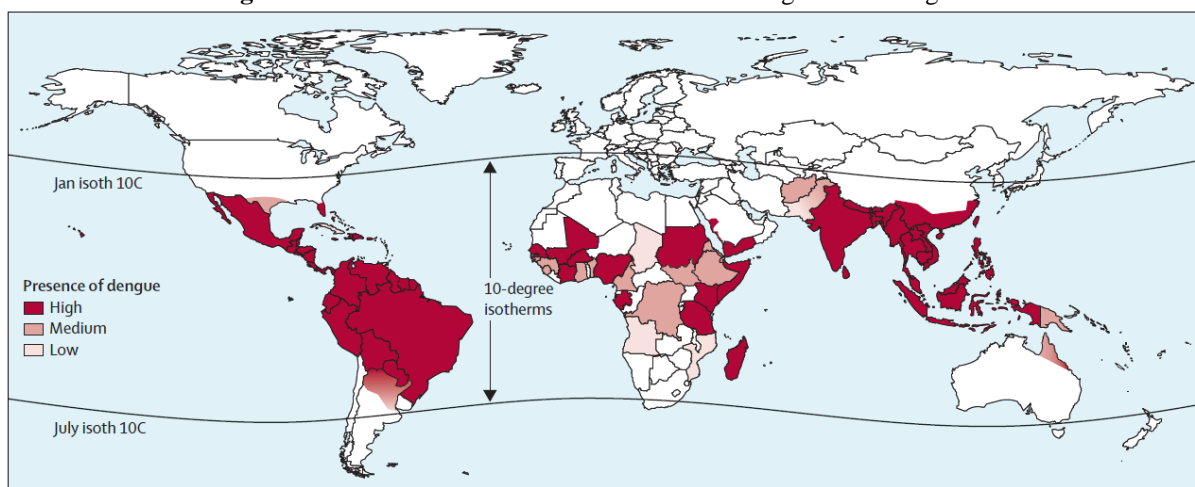 Jan isoth 10C
10-degree
isotherms
Presence of dengue
High
Medium
Low
July isoth 10C